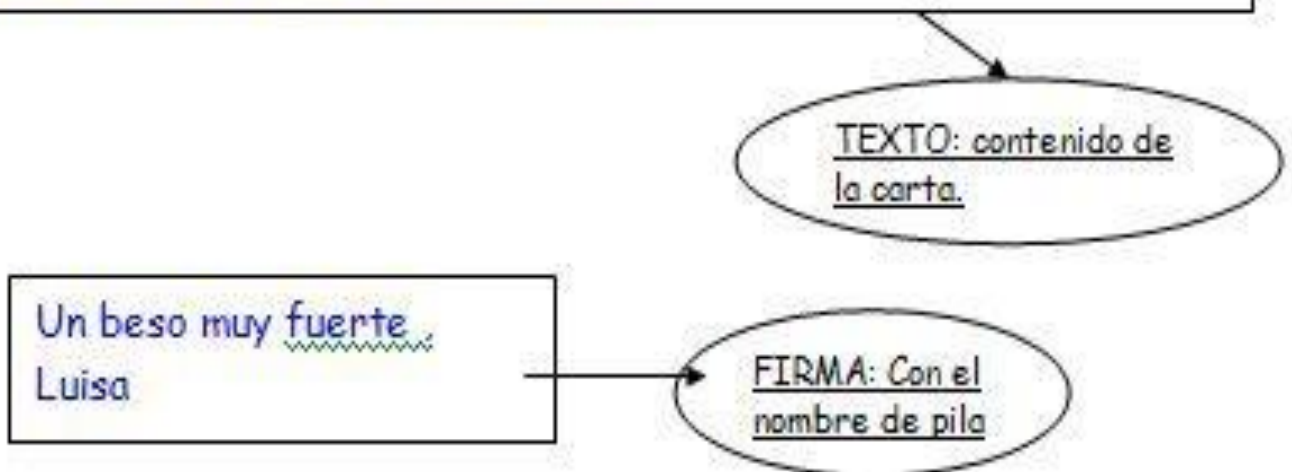 TEXTO: contenido de
la carta.
Un beso muy fuerte ,
Luisa
FIRMA: Con el
nombre de pila